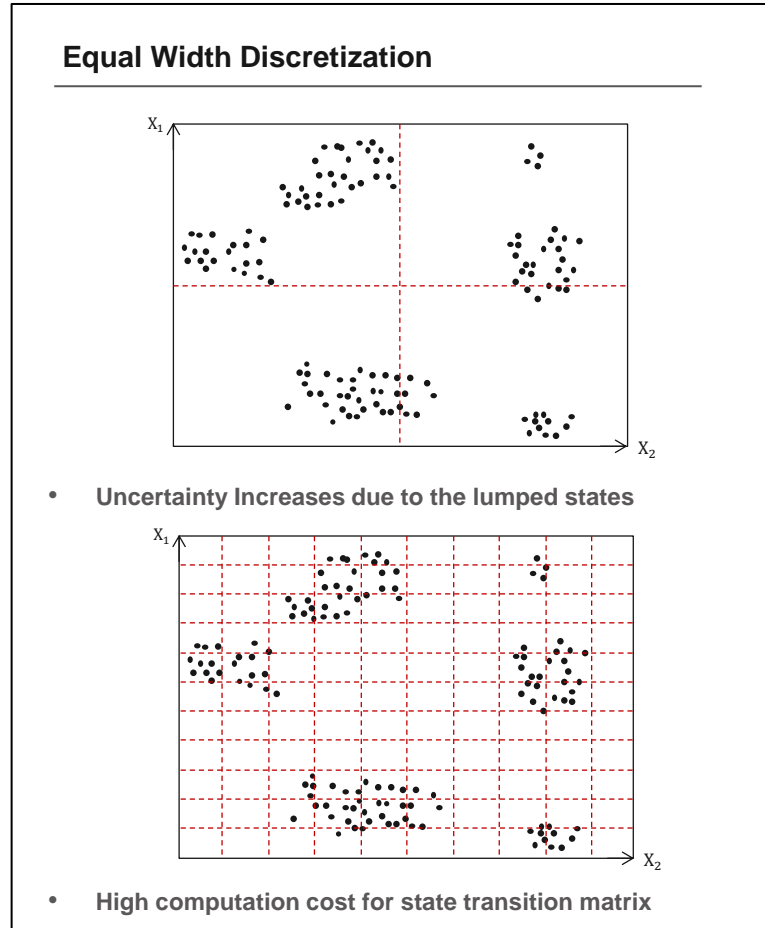 Equal Width Discretization
X₁
X₂
• Uncertainty Increases due to the lumped states
X₁
X₂
• High computation cost for state transition matrix